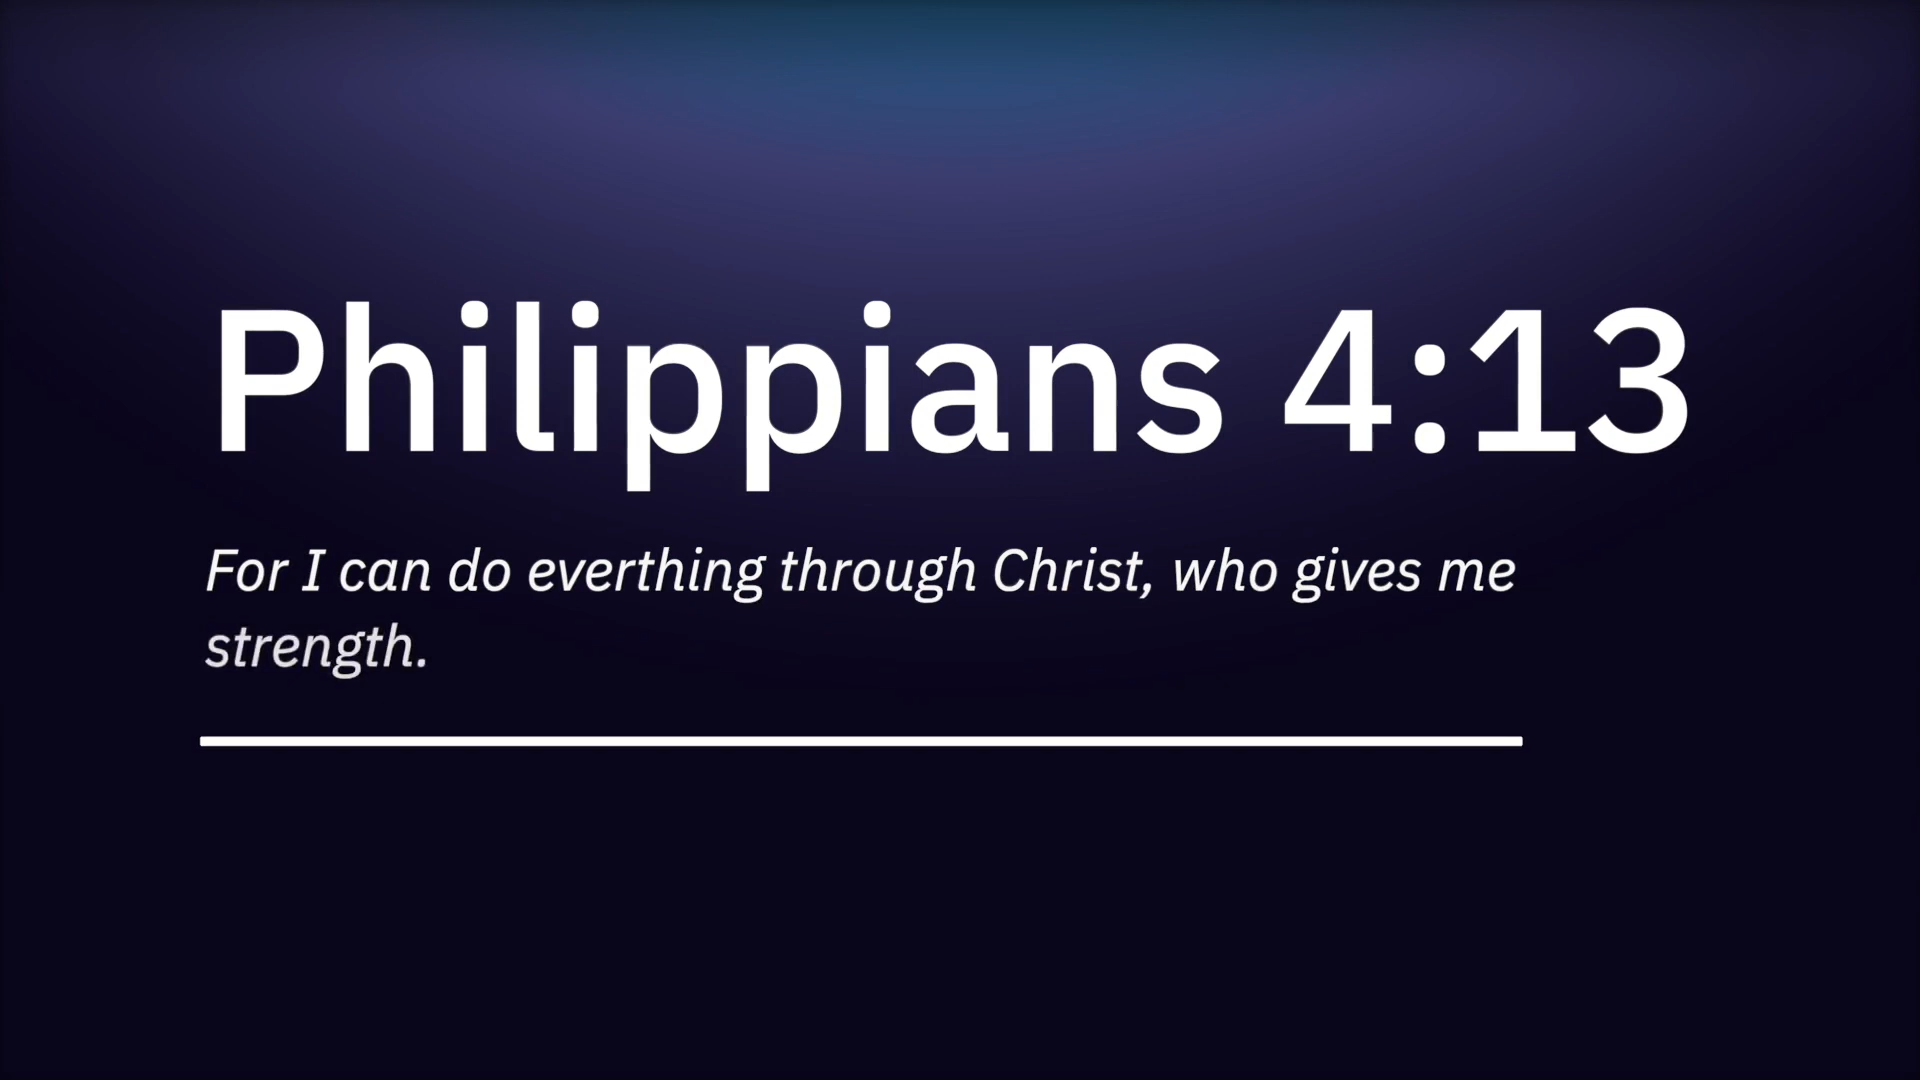 Philippians 4:13
For I can do everthing through Christ, who gives me
strength.